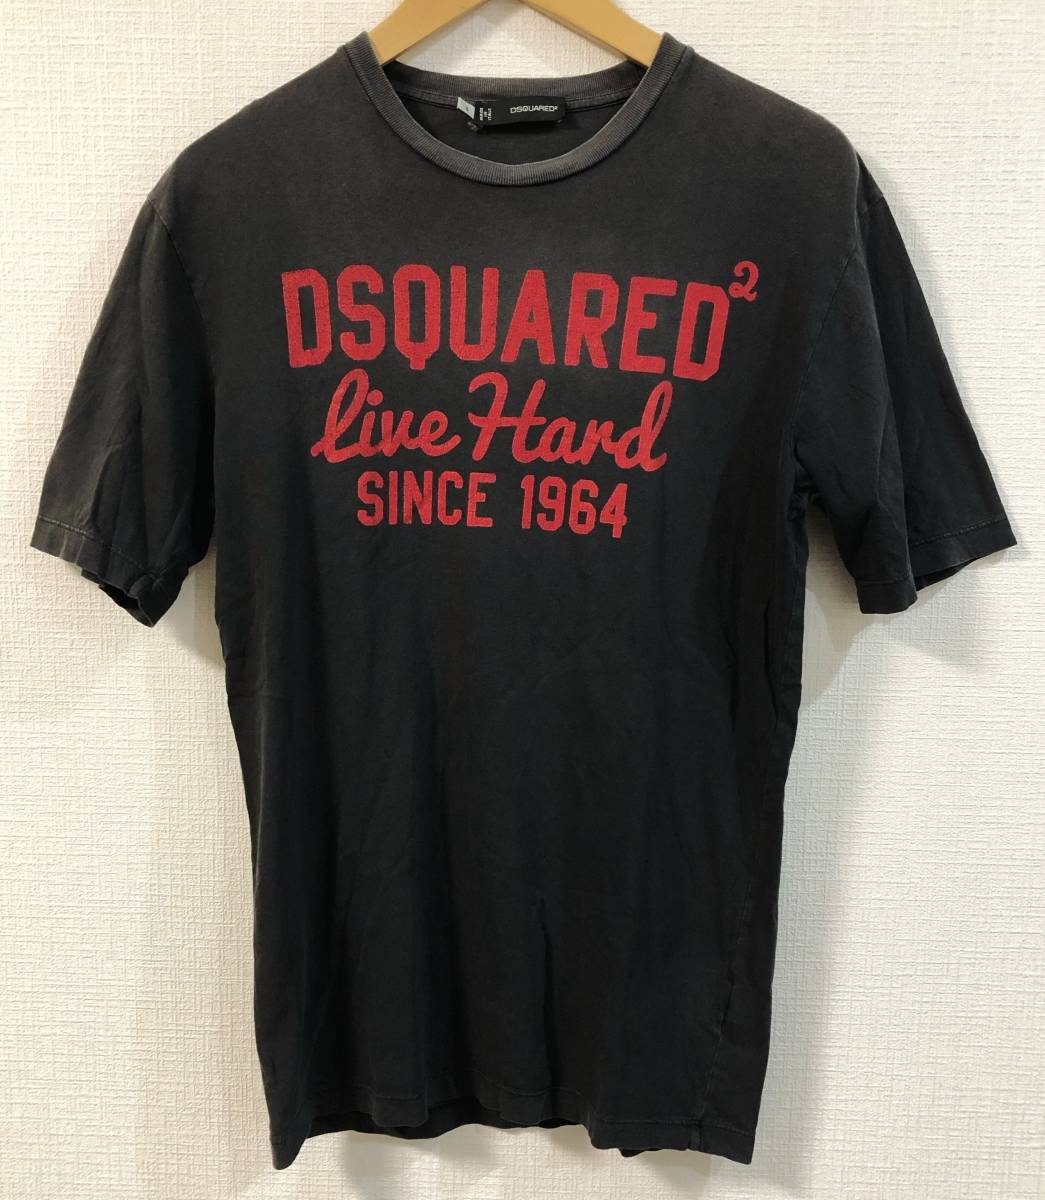 DSQUARED²
DSQUARED²
Live Hard
SINCE 1964